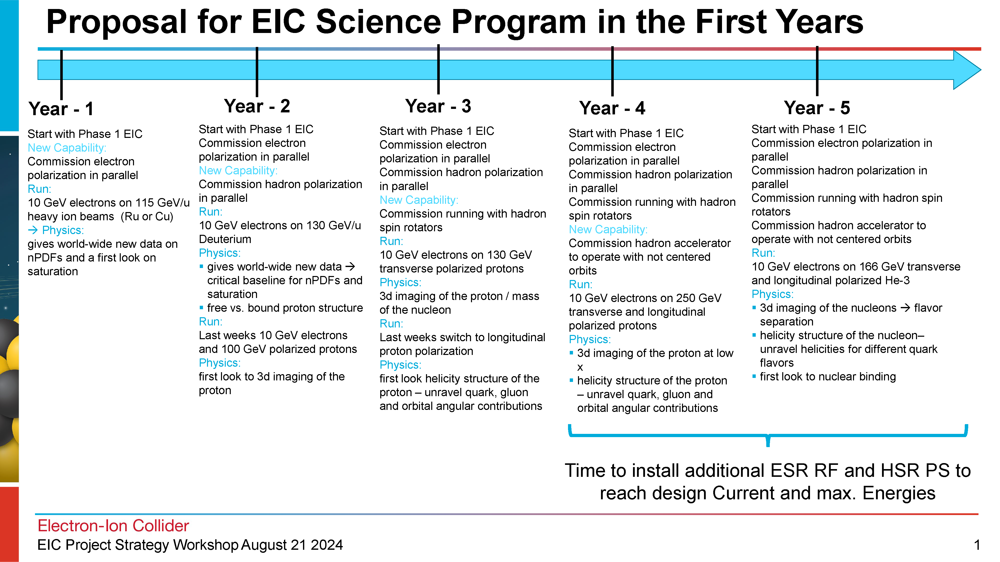 Proposal for EIC Science Program in the First Years
Year - 1
Start with Phase 1 EIC
New Capability:
Commission electron
polarization in parallel
Run:
10 GeV electrons on 115 GeV/u
heavy ion beams (Ru or Cu)
→ Physics:
gives world-wide new data on
nPDFs and a first look on
saturation
Year - 2
Start with Phase 1 EIC
Commission electron
polarization in parallel
New Capability:
Commission hadron polarization
in parallel
Run:
10 GeV electrons on 130 GeV/u
Deuterium
Physics:
▪ gives world-wide new data →
critical baseline for nPDFs and
saturation
▪ free vs. bound proton structure
Run:
Last weeks 10 GeV electrons
and 100 GeV polarized protons
Physics:
first look to 3d imaging of the
proton
Year - 3
Start with Phase 1 EIC
Commission electron
polarization in parallel
Commission hadron polarization
in parallel
New Capability:
Commission running with hadron
spin rotators
Run:
10 GeV electrons on 130 GeV
transverse polarized protons
Physics:
3d imaging of the proton / mass
of the nucleon
Run:
Last weeks switch to longitudinal
proton polarization
Physics:
first look helicity structure of the
proton – unravel quark, gluon
and orbital angular contributions
Year - 4
Start with Phase 1 EIC
Commission electron
polarization in parallel
Commission hadron polarization
in parallel
Commission running with hadron
spin rotators
New Capability:
Commission hadron accelerator
to operate with not centered
orbits
Run:
10 GeV electrons on 250 GeV
transverse and longitudinal
polarized protons
Physics:
▪ 3d imaging of the proton at low
x
▪ helicity structure of the proton
– unravel quark, gluon and
orbital angular contributions
Year - 5
Start with Phase 1 EIC
Commission electron polarization in
parallel
Commission hadron polarization in
parallel
Commission running with hadron spin
rotators
Commission hadron accelerator to
operate with not centered orbits
Run:
10 GeV electrons on 166 GeV transverse
and longitudinal polarized He-3
Physics:
▪ 3d imaging of the nucleons → flavor
separation
▪ helicity structure of the nucleon–
unravel helicities for different quark
flavors
▪ first look to nuclear binding
Time to install additional ESR RF and HSR PS to
reach design Current and max. Energies
Electron-Ion Collider
EIC Project Strategy Workshop August 21 2024
1